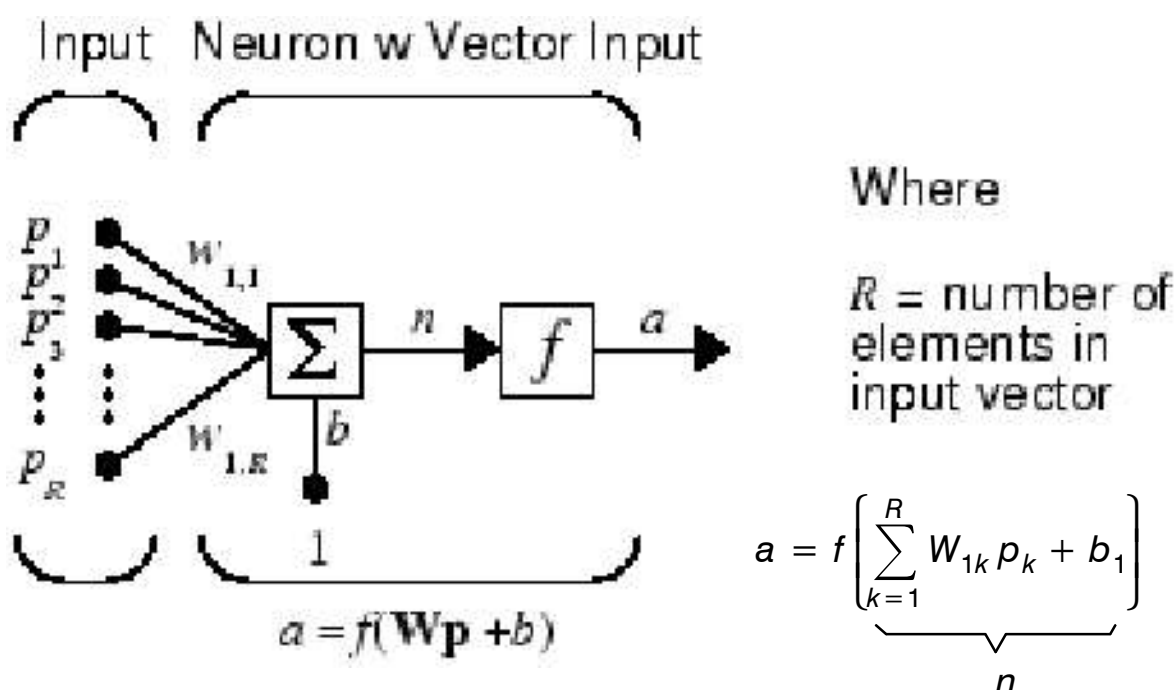 Input Neuron w Vector Input
Where
R = number of
elements in
input vector
p1
p2
p3
pR
w1,1
w1,R
Σ
n
f
a
b
1
a = f(Wp + b)
a = f(∑_{k=1}^{R} W_{1k} p_k + b_1)
n